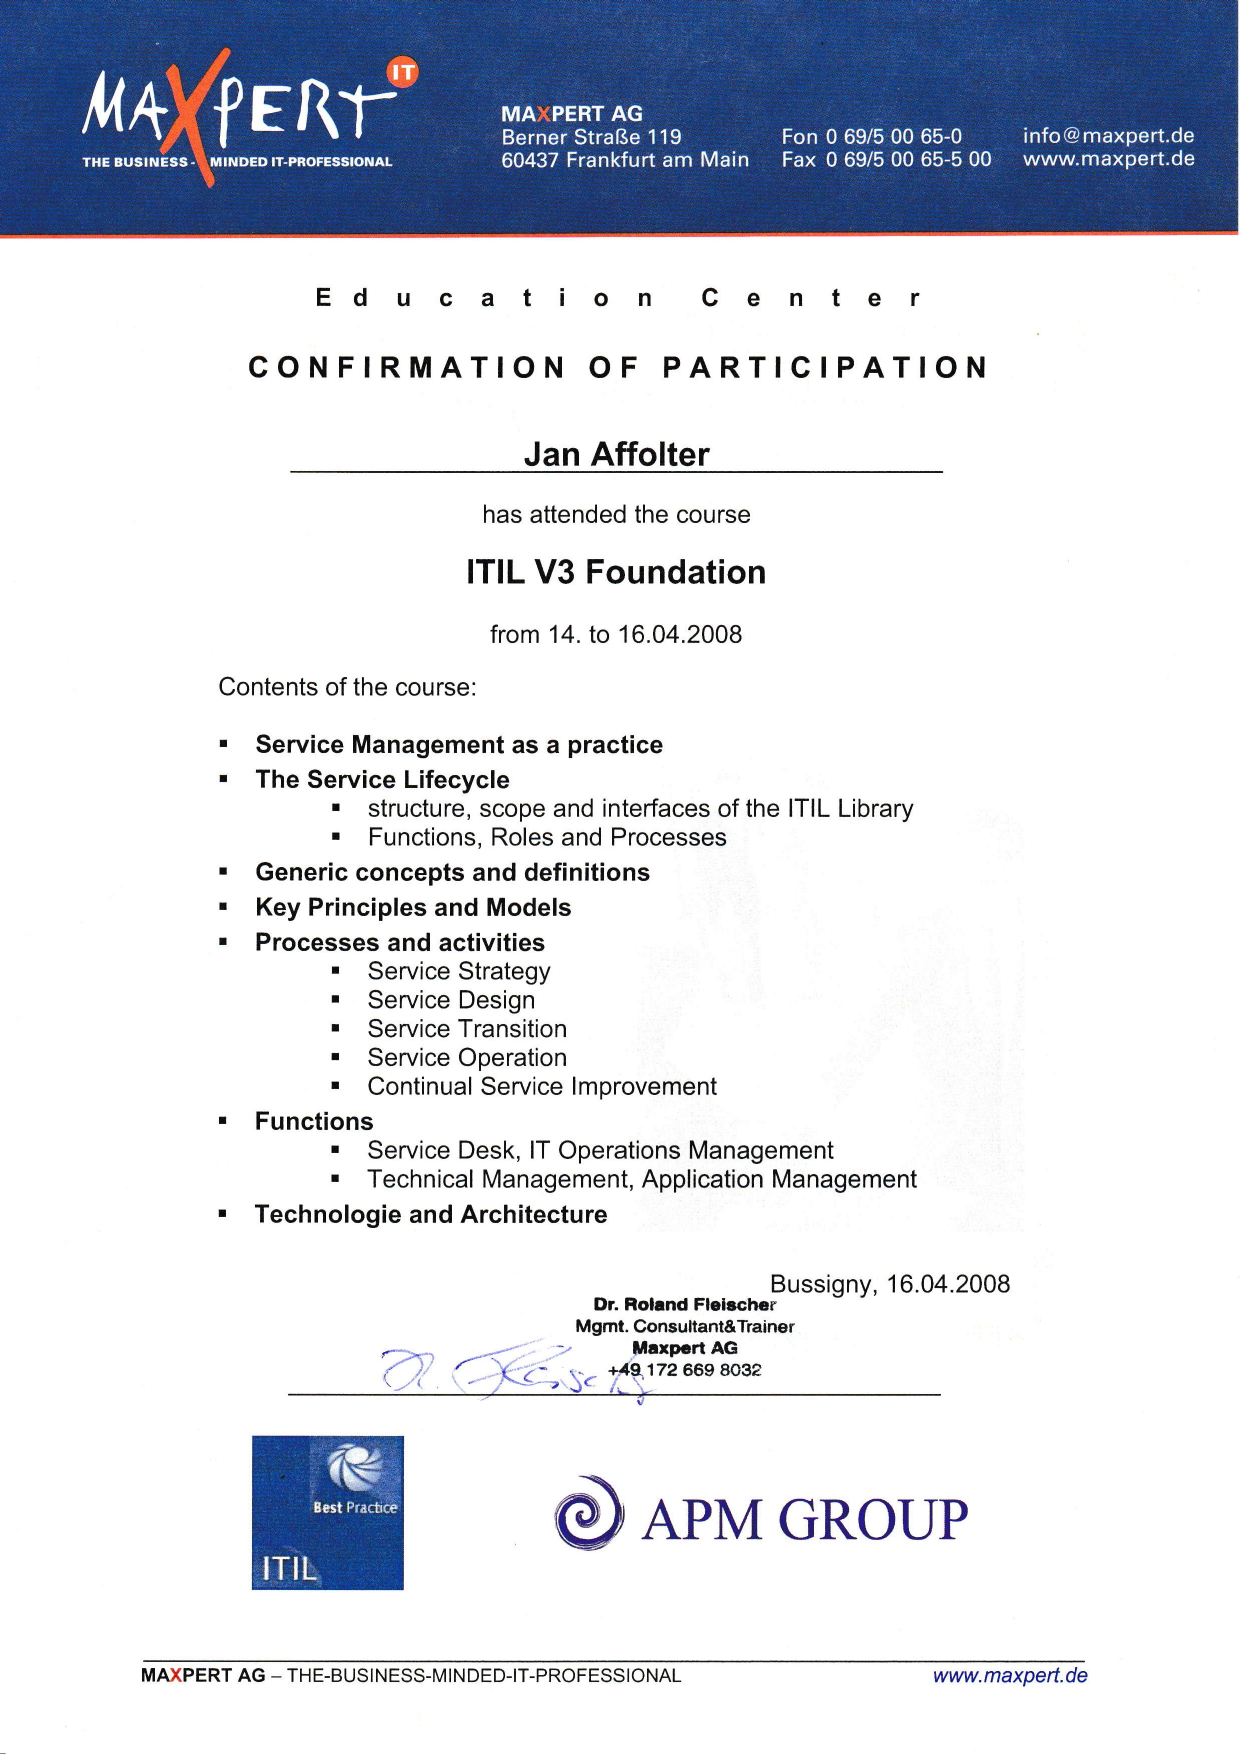 MAXPERT IT
THE BUSINESS-MINDED IT-PROFESSIONAL
MAXPERT AG
Berner Straße 119 Fon 0 69/5 00 65-0 info@maxpert.de
60437 Frankfurt am Main Fax 0 69/5 00 65-5 00 www.maxpert.de
Education Center
CONFIRMATION OF PARTICIPATION
Jan Affolter
has attended the course
ITIL V3 Foundation
from 14. to 16.04.2008
Contents of the course:
▪ Service Management as a practice
▪ The Service Lifecycle
▪ structure, scope and interfaces of the ITIL Library
▪ Functions, Roles and Processes
▪ Generic concepts and definitions
▪ Key Principles and Models
▪ Processes and activities
▪ Service Strategy
▪ Service Design
▪ Service Transition
▪ Service Operation
▪ Continual Service Improvement
▪ Functions
▪ Service Desk, IT Operations Management
▪ Technical Management, Application Management
▪ Technologie and Architecture
Bussigny, 16.04.2008
Dr. Roland Fleischer
Mgmt. Consultant&Trainer
Maxpert AG
+49 172 669 8032
Best Practice
ITIL
APM GROUP
MAXPERT AG – THE-BUSINESS-MINDED-IT-PROFESSIONAL www.maxpert.de